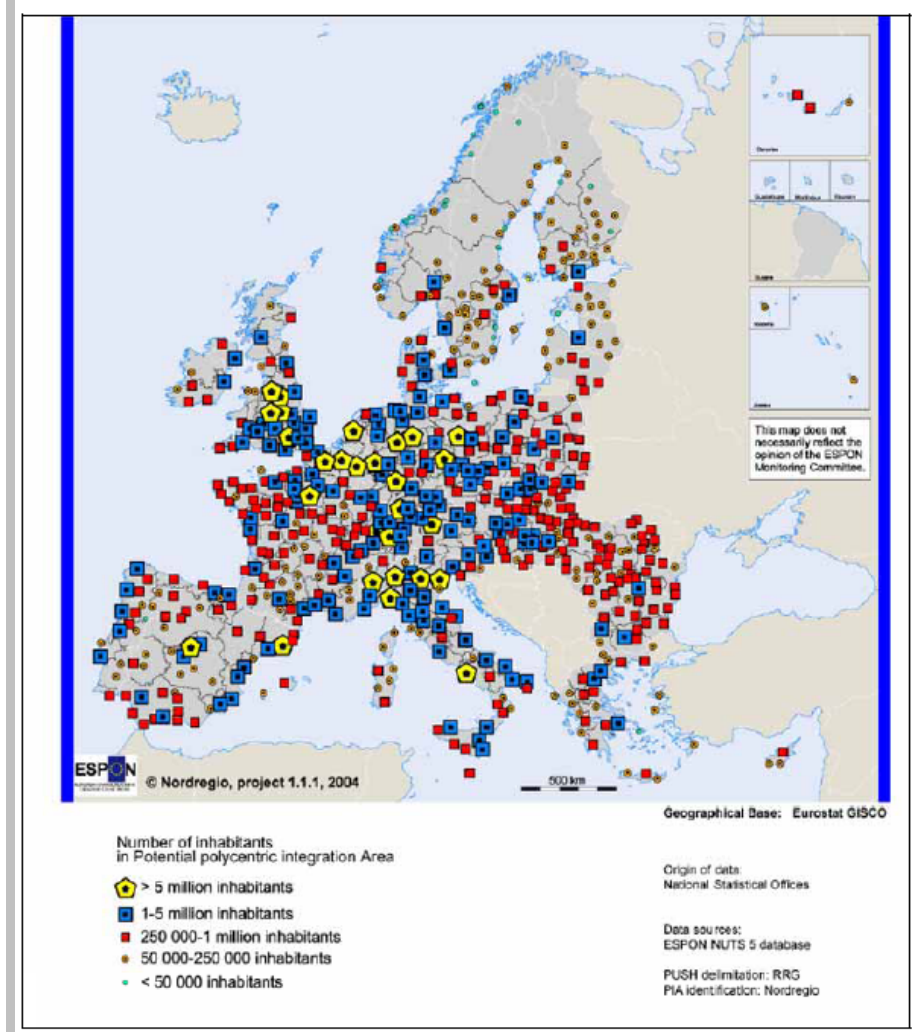 This map does not
necessarily reflect the
opinion of the ESPON
Monitoring Committee.
ESPON
© Nordregio, project 1.1.1, 2004
500 km
Geographical Base: Eurostat GISCO
Number of inhabitants
in Potential polycentric integration Area
> 5 million inhabitants
1-5 million inhabitants
250 000-1 million inhabitants
50 000-250 000 inhabitants
< 50 000 inhabitants
Origin of data:
National Statistical Offices
Data sources:
ESPON NUTS 5 database
PUSH delimitation: RRG
PIA identification: Nordregio